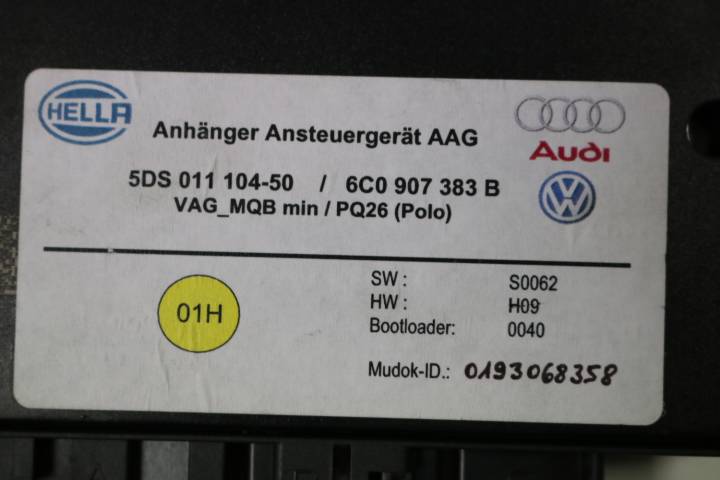 HELLA
Anhänger Ansteuergerät AAG
Audi
5DS 011 104-50 / 6C0 907 383 B
VAG_MQB min / PQ26 (Polo)
01H
SW : S0062
HW : H09
Bootloader: 0040
Mudok-ID.: 0193068358